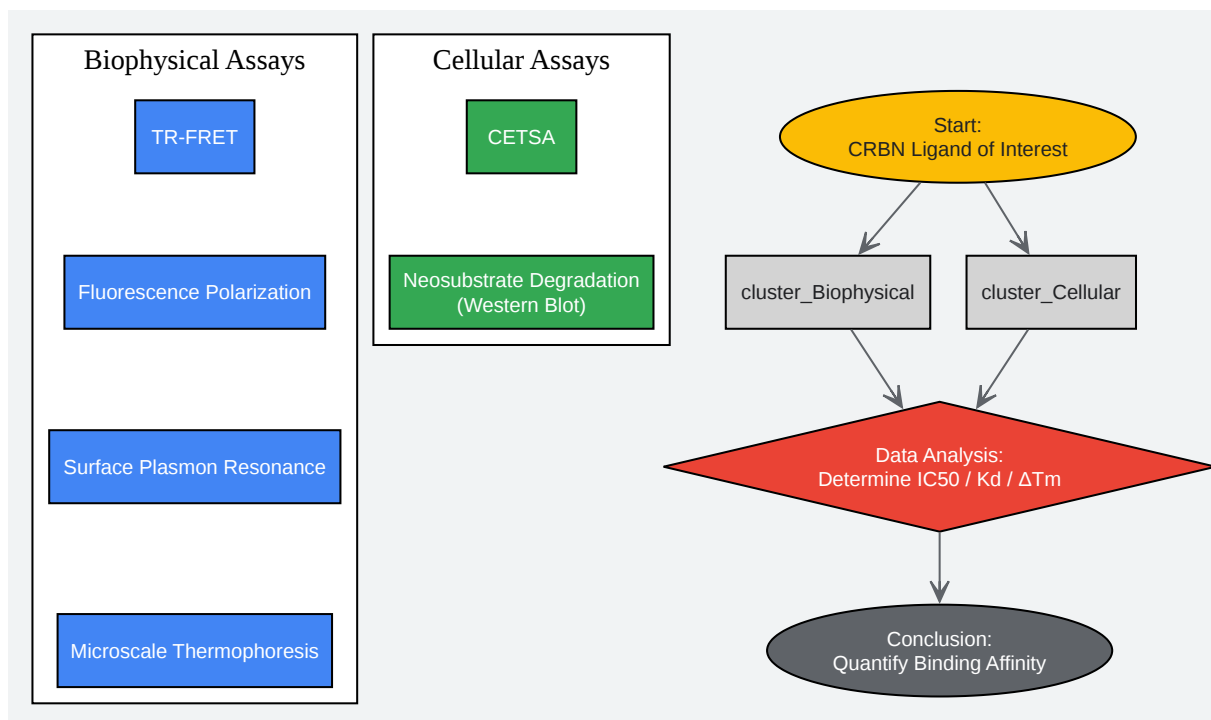 Biophysical Assays
TR-FRET
Fluorescence Polarization
Surface Plasmon Resonance
Microscale Thermophoresis
Cellular Assays
CETSA
Neosubstrate Degradation
(Western Blot)
Start:
CRBN Ligand of Interest
cluster_Biophysical
cluster_Cellular
Data Analysis:
Determine IC50 / Kd / ΔTm
Conclusion:
Quantify Binding Affinity